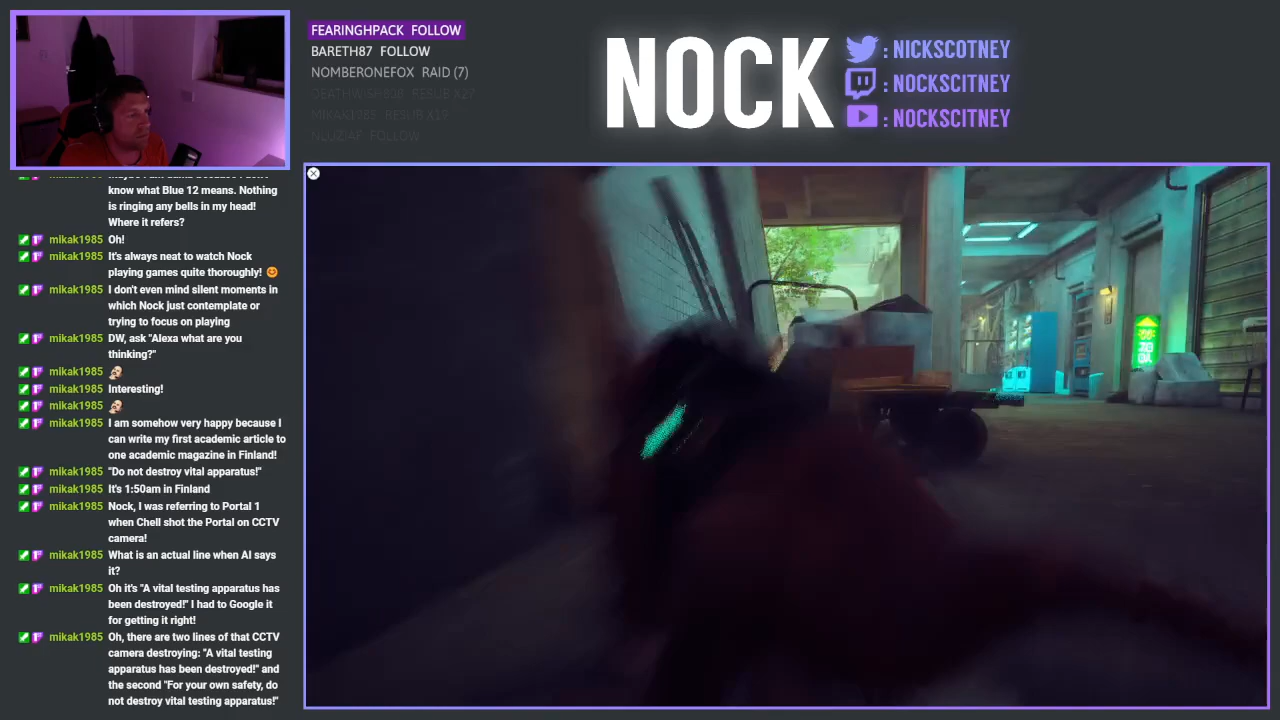 FEARINGHPACK FOLLOW
BARETH87 FOLLOW
NOMBERONEFOX RAID (7)
DEATHWISH808 RESUB X27
MIKAK1985 RESUB X19
FOLLOW
NOCK
: NICKSCOTNEY
: NOCKSCITNEY
: NOCKSCITNEY
know what Blue 12 means. Nothing
is ringing any bells in my head!
Where it refers?
mikak1985 Oh!
mikak1985 It's always neat to watch Nock
playing games quite thoroughly!
mikak1985 I don't even mind silent moments in
which Nock just contemplate or
trying to focus on playing
mikak1985 DW, ask "Alexa what are you
thinking?"
mikak1985
mikak1985 Interesting!
mikak1985
mikak1985 I am somehow very happy because I
can write my first academic article to
one academic magazine in Finland!
mikak1985 "Do not destroy vital apparatus!"
mikak1985 It's 1:50am in Finland
mikak1985 Nock, I was referring to Portal 1
when Chell shot the Portal on CCTV
camera!
mikak1985 What is an actual line when AI says
it?
mikak1985 Oh it's "A vital testing apparatus has
been destroyed!" I had to Google it
for getting it right!
mikak1985 Oh, there are two lines of that CCTV
camera destroying: "A vital testing
apparatus has been destroyed!" and
the second "For your own safety, do
not destroy vital testing apparatus!"